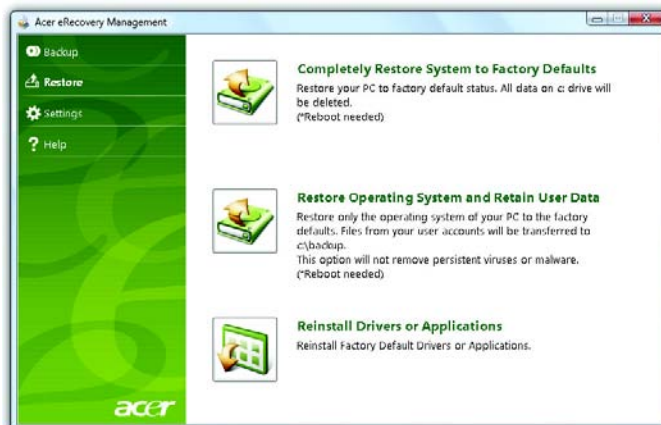 Acer eRecovery Management
Backup
Restore
Settings
Help
Completely Restore System to Factory Defaults
Restore your PC to factory default status. All data on c: drive will
be deleted.
(*Reboot needed)
Restore Operating System and Retain User Data
Restore only the operating system of your PC to the factory
defaults. Files from your user accounts will be transferred to
c:\backup.
This option will not remove persistent viruses or malware.
(*Reboot needed)
Reinstall Drivers or Applications
Reinstall Factory Default Drivers or Applications.
acer